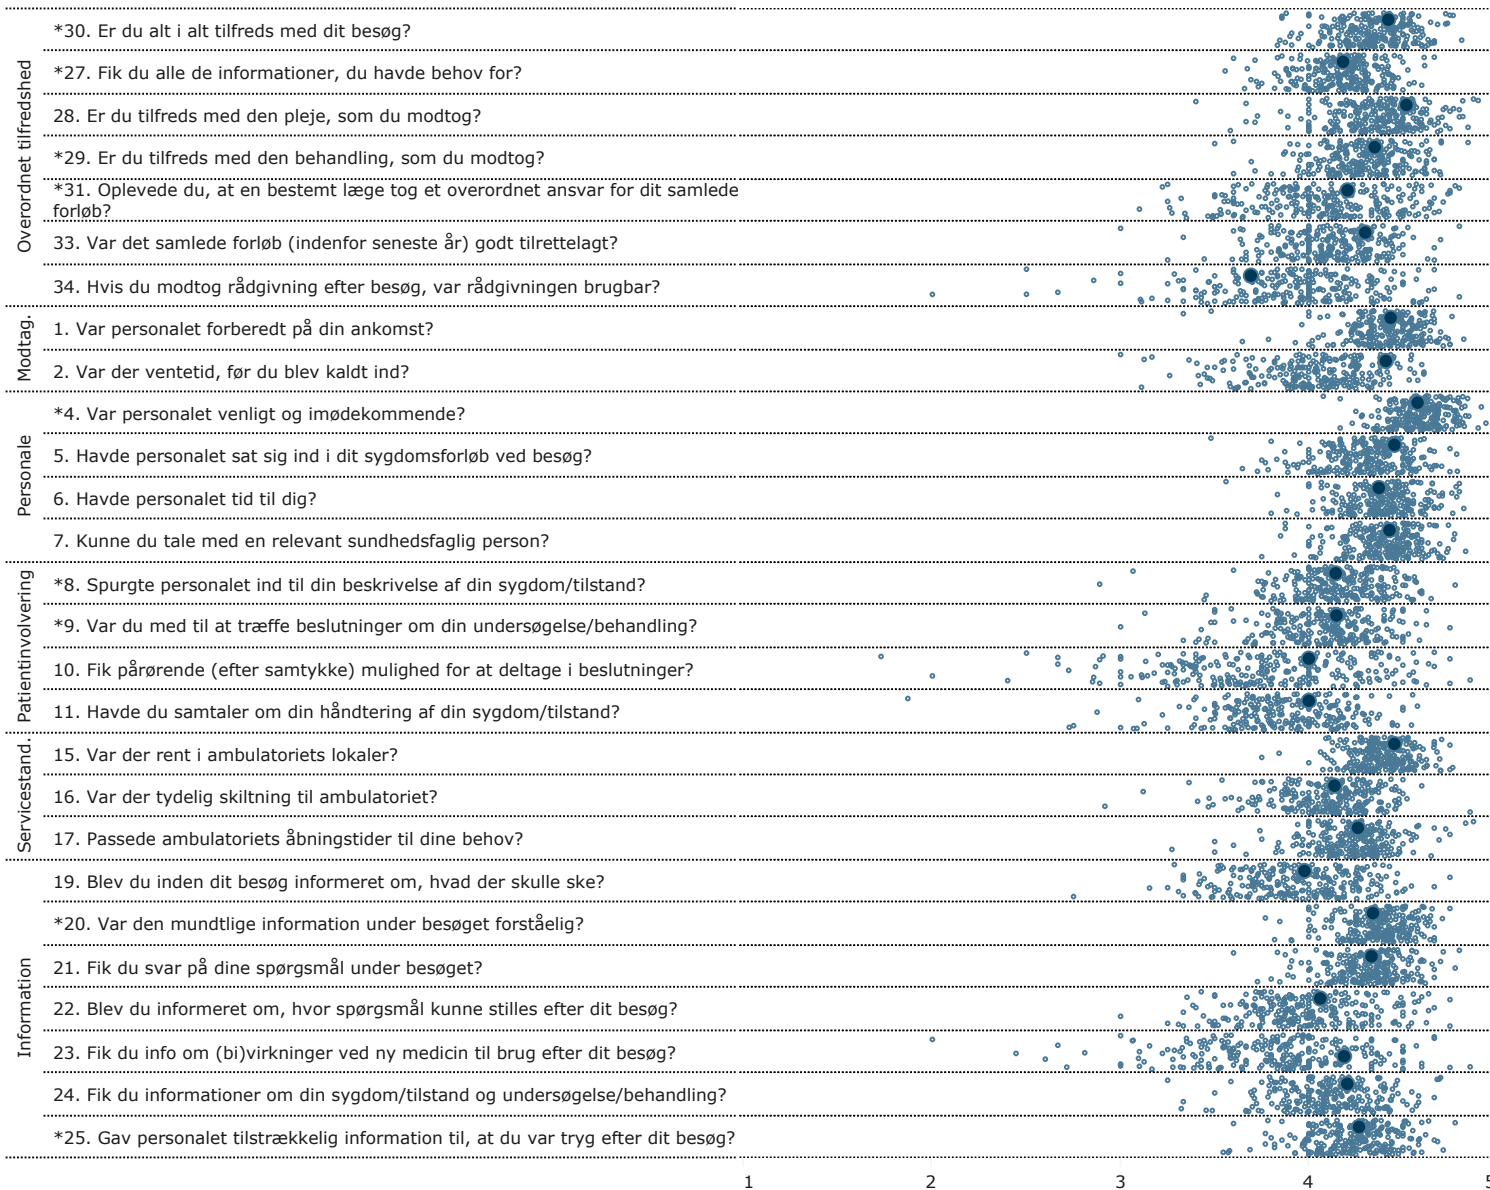 Overordnet tilfredshed
*30. Er du alt i alt tilfreds med dit besøg?
*27. Fik du alle de informationer, du havde behov for?
28. Er du tilfreds med den pleje, som du modtog?
*29. Er du tilfreds med den behandling, som du modtog?
*31. Oplevede du, at en bestemt læge tog et overordnet ansvar for dit samlede
forløb?
33. Var det samlede forløb (indenfor seneste år) godt tilrettelagt?
34. Hvis du modtog rådgivning efter besøg, var rådgivningen brugbar?
Modtag.
1. Var personalet forberedt på din ankomst?
2. Var der ventetid, før du blev kaldt ind?
Personale
*4. Var personalet venligt og imødekommende?
5. Havde personalet sat sig ind i dit sygdomsforløb ved besøg?
6. Havde personalet tid til dig?
7. Kunne du tale med en relevant sundhedsfaglig person?
Patientinvolvering
*8. Spurgte personalet ind til din beskrivelse af din sygdom/tilstand?
*9. Var du med til at træffe beslutninger om din undersøgelse/behandling?
10. Fik pårørende (efter samtykke) mulighed for at deltage i beslutninger?
11. Havde du samtaler om din håndtering af din sygdom/tilstand?
Servicestand.
15. Var der rent i ambulatoriets lokaler?
16. Var der tydelig skiltning til ambulatoriet?
17. Passede ambulatoriets åbningstider til dine behov?
Information
19. Blev du inden dit besøg informeret om, hvad der skulle ske?
*20. Var den mundtlige information under besøget forståelig?
21. Fik du svar på dine spørgsmål under besøget?
22. Blev du informeret om, hvor spørgsmål kunne stilles efter dit besøg?
23. Fik du info om (bi)virkninger ved ny medicin til brug efter dit besøg?
24. Fik du informationer om din sygdom/tilstand og undersøgelse/behandling?
*25. Gav personalet tilstrækkelig information til, at du var tryg efter dit besøg?
1 2 3 4 5